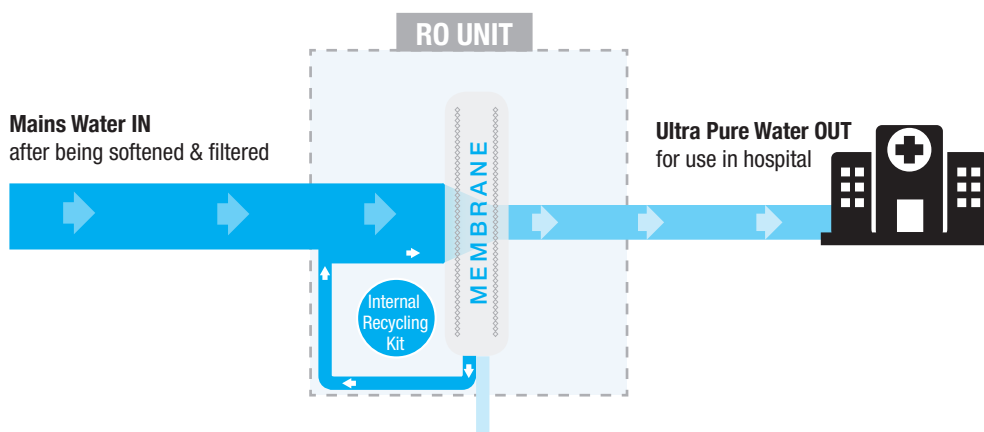 RO UNIT
Mains Water IN
after being softened & filtered
Ultra Pure Water OUT
for use in hospital
MEMBRANE
Internal
Recycling
Kit